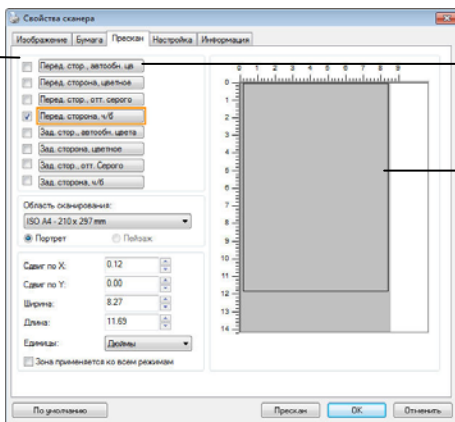 Свойства сканера
Изображение Бумага Прескан Настройка Информация
Перед. стор., автообн. цв
Перед. сторона, цветное
Перед. стор., отт. серого
Перед. сторона, ч/б
Зад. стор., автообн. цвета
Зад. сторона, цветное
Зад. стор., отт. Серого
Зад. сторона, ч/б
Область сканирования:
ISO A4 - 210 x 297 mm
Портрет Пейзаж
Сдвиг по X: 0.12
Сдвиг по Y: 0.00
Ширина: 8.27
Длина: 11.69
Единицы: Дюймы
Зона применяется ко всем режимам
0 1 2 3 4 5 6 7 8 9
0
1
2
3
4
5
6
7
8
9
10
11
12
13
14
По умолчанию Прескан OK Отменить